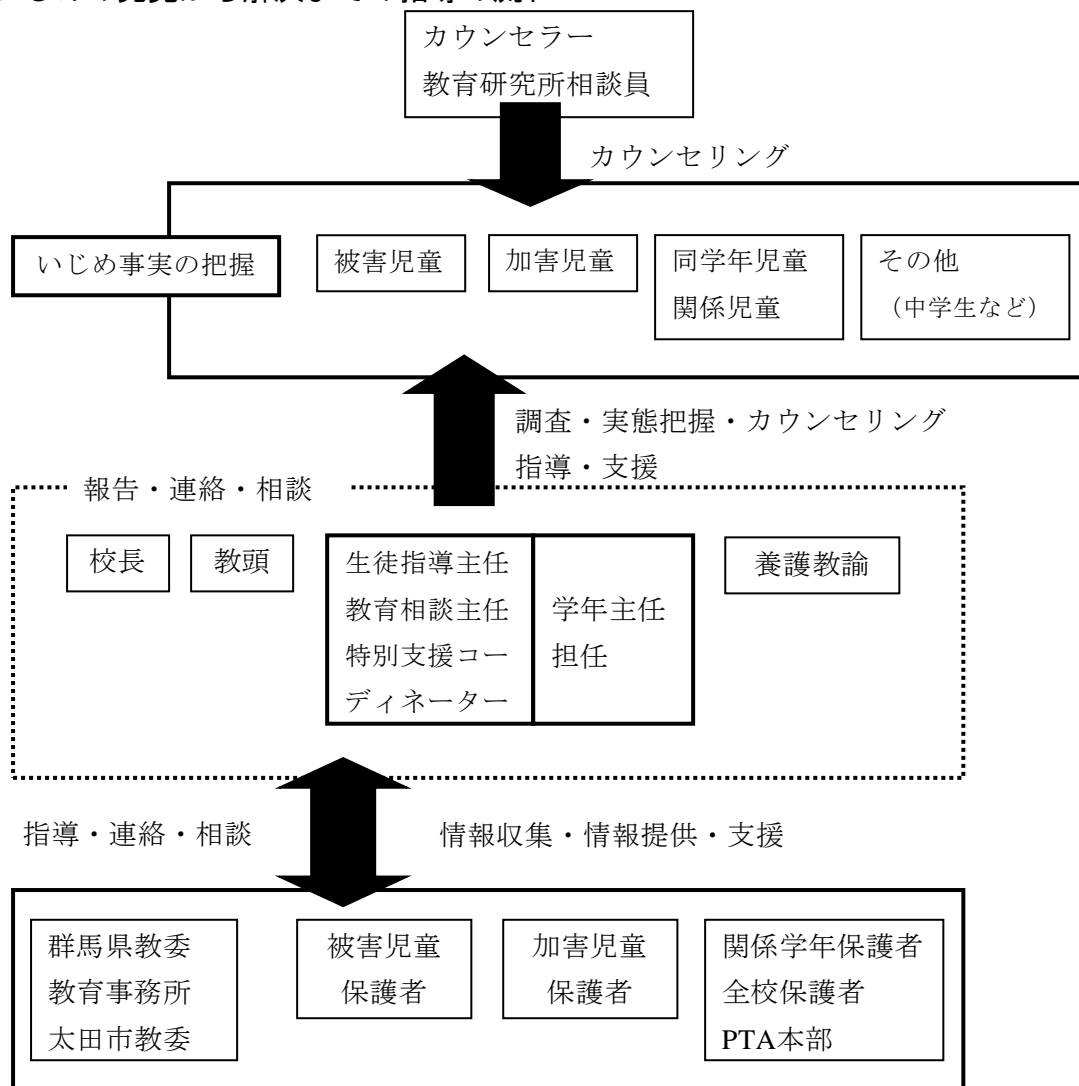 カウンセラー
教育研究所相談員
カウンセリング
いじめ事実の把握
被害児童
加害児童
同学年児童
関係児童
その他
(中学生など)
調査・実態把握・カウンセリング
指導・支援
報告・連絡・相談
校長
教頭
生徒指導主任
教育相談主任
特別支援コー
ディネーター
学年主任
担任
養護教諭
指導・連絡・相談
情報収集・情報提供・支援
群馬県教委
教育事務所
太田市教委
被害児童
保護者
加害児童
保護者
関係学年保護者
全校保護者
PTA本部